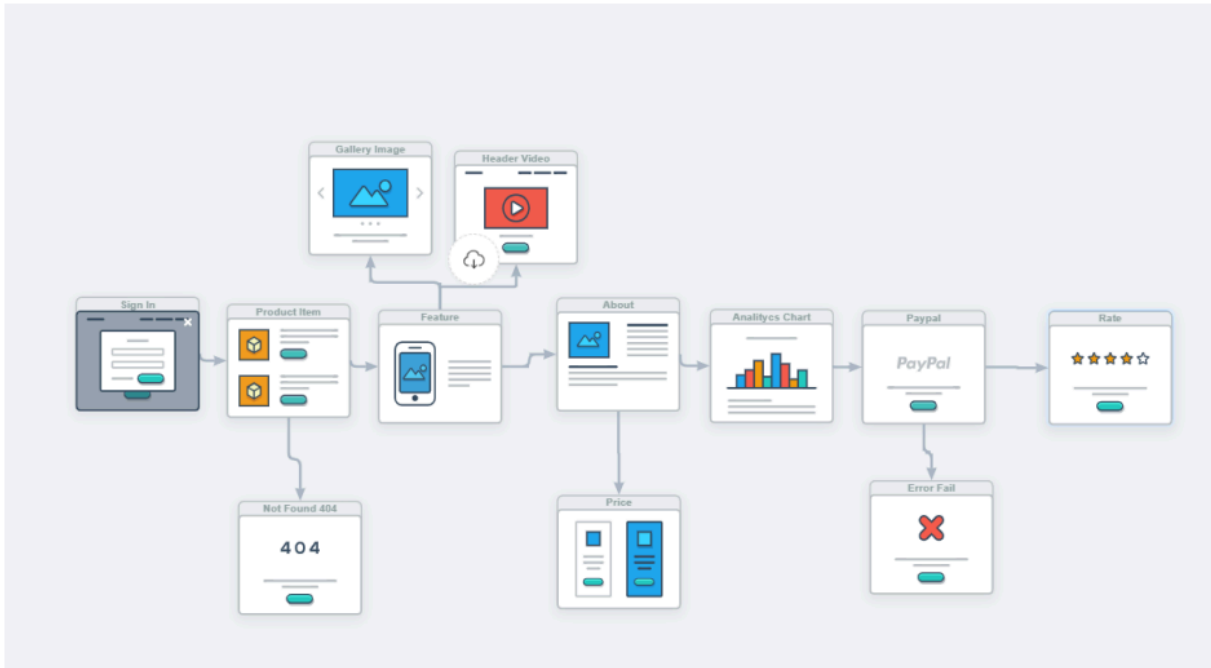 Gallery Image
Header Video
Sign In
Product Item
Feature
About
Analitycs Chart
Paypal
Rate
PayPal
Not Found 404
404
Price
Error Fail